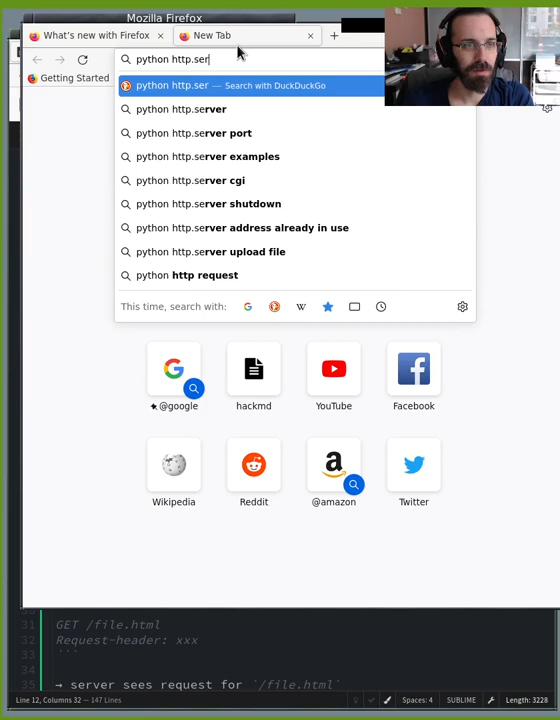 Mozilla Firefox
What's new with Firefox
New Tab
python http.ser
Getting Started
python http.ser — Search with DuckDuckGo
python http.server
python http.server port
python http.server examples
python http.server cgi
python http.server shutdown
python http.server address already in use
python http.server upload file
python http request
This time, search with:
@google
hackmd
YouTube
Facebook
Wikipedia
Reddit
@amazon
Twitter
31 GET /file.html
32 Request-header: xxx
33 ```
34
35 → server sees request for `/file.html`
Line 12, Columns 32 — 147 Lines
Spaces: 4
SUBLIME
Length: 3228